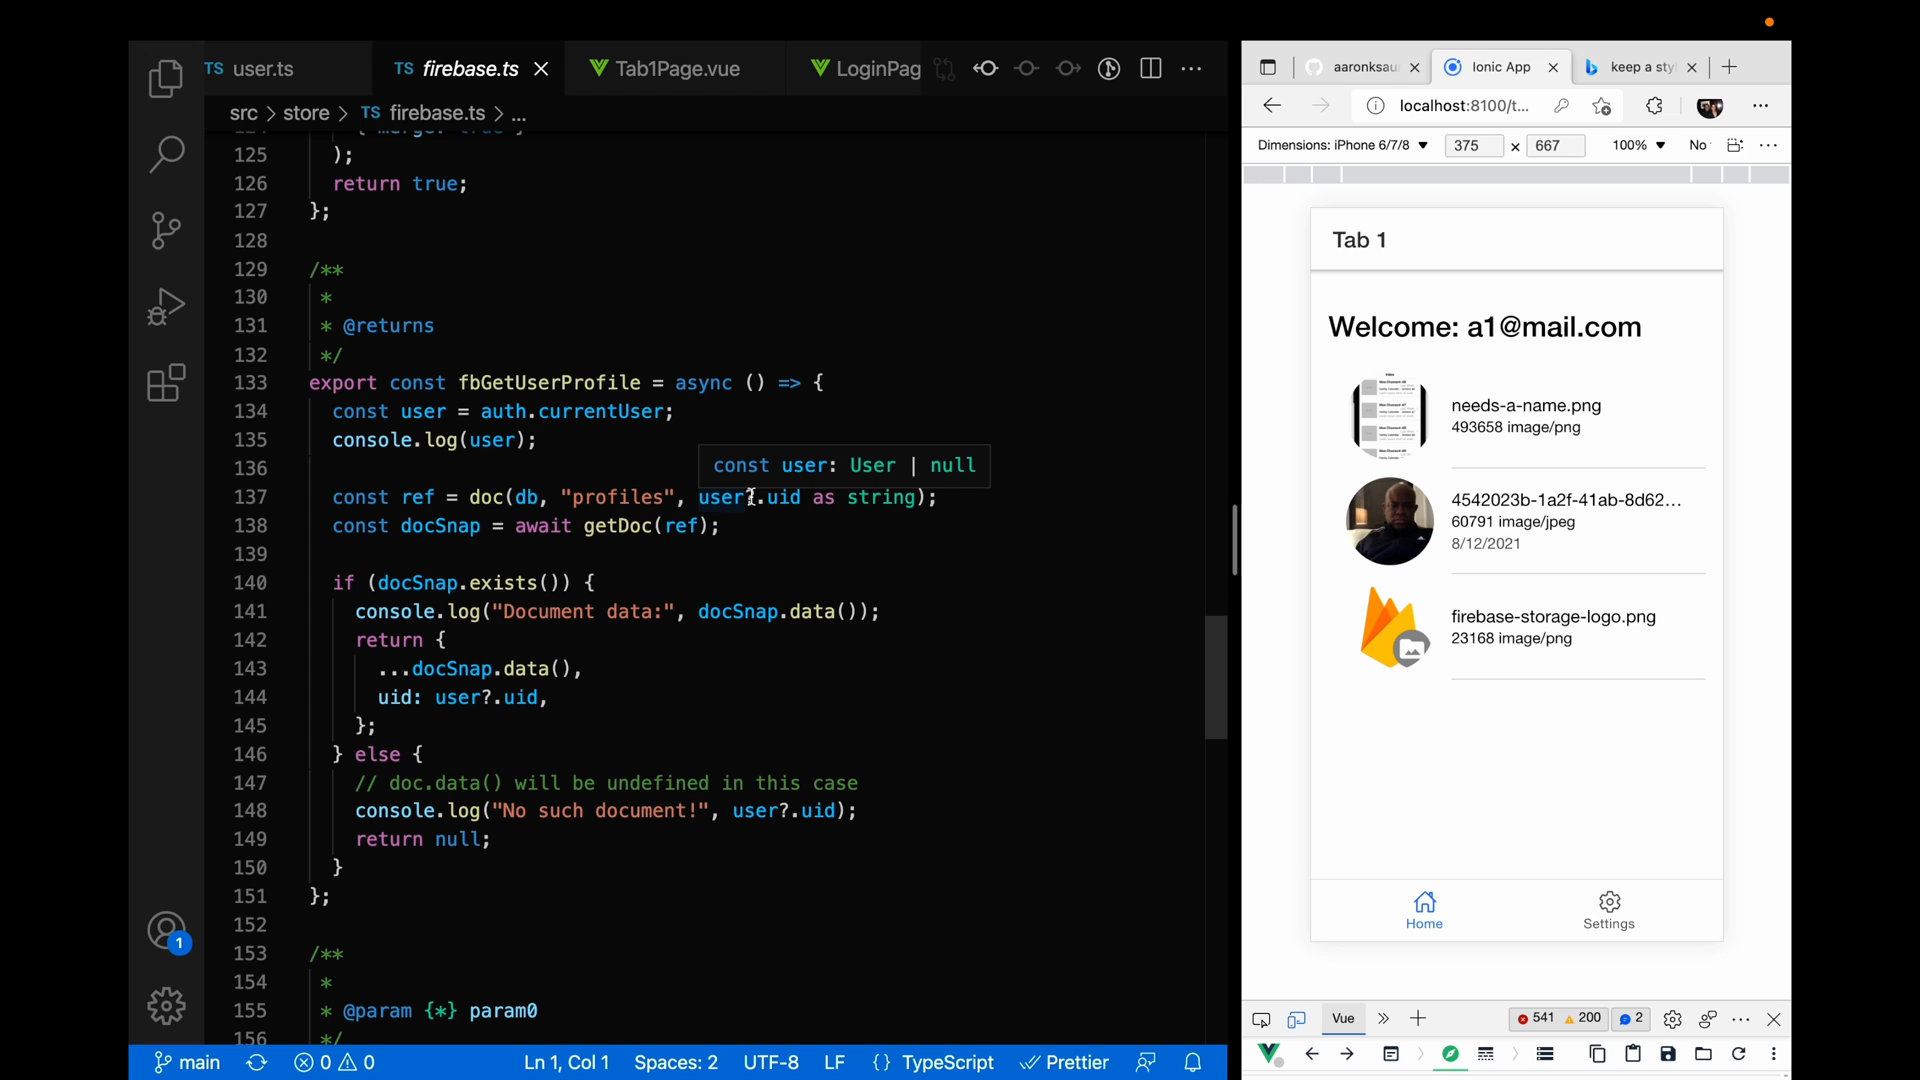 TS user.ts
TS firebase.ts
Tab1Page.vue
LoginPag
src > store > TS firebase.ts > ...
125 );
126 return true;
127 };
128
129 /**
130 *
131 * @returns
132 */
133 export const fbGetUserProfile = async () => {
134 const user = auth.currentUser;
135 console.log(user);
136
const user: User | null
137 const ref = doc(db, "profiles", user?.uid as string);
138 const docSnap = await getDoc(ref);
139
140 if (docSnap.exists()) {
141 console.log("Document data:", docSnap.data());
142 return {
143 ...docSnap.data(),
144 uid: user?.uid,
145 };
146 } else {
147 // doc.data() will be undefined in this case
148 console.log("No such document!", user?.uid);
149 return null;
150 }
151 };
152
153 /**
154 *
155 * @param {*} param0
156 */
1
main
0 0
Ln 1, Col 1
Spaces: 2
UTF-8
LF
{} TypeScript
Prettier
aaronksau
Ionic App
keep a sty
localhost:8100/t...
Dimensions: iPhone 6/7/8
375 x 667
100%
No
Tab 1
Welcome: a1@mail.com
needs-a-name.png
493658 image/png
4542023b-1a2f-41ab-8d62...
60791 image/jpeg
8/12/2021
firebase-storage-logo.png
23168 image/png
Home
Settings
Vue
541 200
2